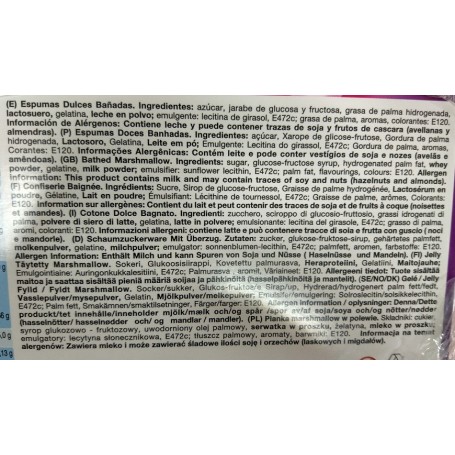 (E) Espumas Dulces Bañadas. Ingredientes: azúcar, jarabe de glucosa y fructosa, grasa de palma hidrogenada,
lactosuero, gelatina, leche en polvo; emulgente: lecitina de girasol, E472c; grasa de palma, aromas, colorantes: E120.
Información de Alérgenos: Contiene leche y puede contener trazas de soja y frutos de cascara (avellanas y
almendras). (P) Espumas Doces Banhadas. Ingredientes: Açúcar, Xarope de glicose-frutose, Gordura de palma
hidrogenada, Lactosoro, Gelatina, Leite em pó; Emulgente: Lecitina do girassol, E472c; Gordura de palma, aromas,
Corantes: E120. Informações Alergênicas: Contém leite e pode conter vestígios de soja e nozes (avelãs e
amêndoas). (GB) Bathed Marshmallow. Ingredients: sugar, glucose-fructose syrup, hydrogenated palm fat, whey
powder, gelatine, milk powder; emulsifier: sunflower lecithin, E472c; palm fat, flavourings, colours: E120. Allergen
Information: This product contains milk and may contain traces of soy and nuts (hazelnuts and almonds).
(F) Confiserie Baignée. Ingrédients: Sucre, Sirop de glucose-fructose, Graisse de palme hydrogénée, Lactosérum en
poudre, Gélatine, Lait en poudre; Émulsifiant: Lécithine de tournesol, E472c; Graisse de palme, arômes, Colorants:
E120. Information sur allergènes: Contient du lait et peut contenir des traces de soja et de fruits à coque (noisettes
et amandes). (I) Cotone Dolce Bagnato. Ingredienti: zucchero, sciroppo di glucosio-fruttosio, grassi idrogenati di
palma, polvere di siero di latte, gelatina, latte in polvere; emulsionanti: lecitina di girasole, E472c; grassi di palma,
aromi, coloranti: E120. Informazioni allergeni: contiene latte e può contenere tracce di soia e frutta con guscio ( noci
e mandorle). (D) Schaumzuckerware Mit Überzug. Zutaten: zucker, glukose-fruktose-sirup, gehärtetes palmfett,
molkenpulver, gelatine, milchpulver; emulgator: sonnenblumen-lecithin, E472c; palmfett, aromen, farbstoffe: E120.
Allergen Information: Enthält Milch und kann Spuren von Soja und Nüsse (Haselnüsse und Mandeln). (FI) Jelly
Täytetty Marshmallow. Sokeri, Glukoosisiirappi, Kovetettu palmurasva, Heraproteeiini, Gelatiini, Maitojauhe;
Emulgointiaine: Auringonkukkalesitiini, E472c; Palmurasva, aromit, Väriaineet: E120. Allergeeni tiedot: Tuote sisältää
maitoa ja saattaa sisältää pieniä määriä soijaa ja pähkinöitä (hasselpähkinöitä ja manteleita). (SE/NO/DK) Gelé /
Fylld / Fyldt Marshmallow. Socker/sukker, Glukos/fruktose Sirap/up, Hydrerad/hydrogenert palm fett/fedt,
Vasslepulver/mysepulver, Gelatin, Mjölkpulver/melkepulver, Emulsifier/emulgering: Solroslecitin/solsikkelecithin,
E472c; Palm fett, Smakämnen/smaktilsetninger, Färger/farger: E120. Allergen information / opplysninger: Denna/Dette
produktet/tet innehåller/inneholder mjölk/mælk och/og spår /spor av/af soja och/og nötter/nødder
(hasselnötter/ hasselnødder och/ og mandlar / mandler). (PL) Pianka marshmallow w polewie. Składniki: cukier,
syrop glukozowo - fruktozowy, uwodorniony olej palmowy, serwatka w proszku, żelatyna, mleko w proszku,
emulgatory: lecytyna słonecznikowa, E472c; tłuszcz palmowy, aromaty, barwniki: E120. Informacja na temat
alergenów: Zawiera mleko i może zawierać śladowe ilości soję i orzechów (laskowych i migdałów).
6 g
,0 g
,13 g